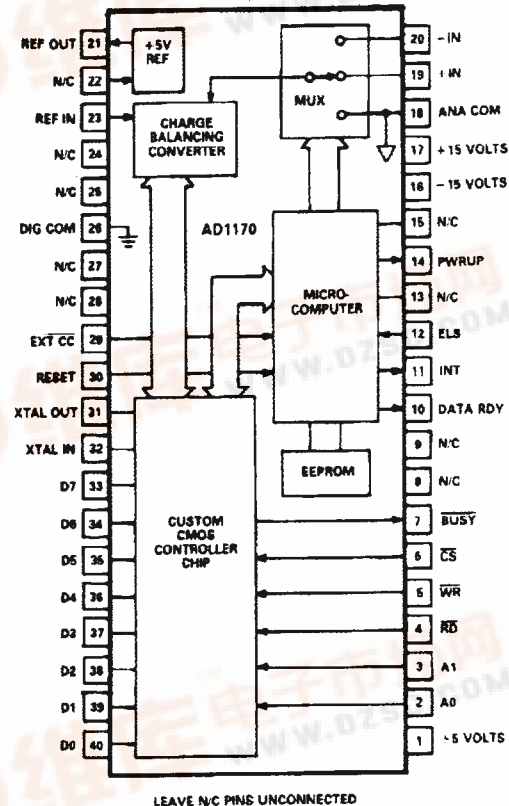 REF OUT 21
N/C 22
REF IN 23
N/C 24
N/C 25
DIG COM 26
N/C 27
N/C 28
EXT CC 29
RESET 30
XTAL OUT 31
XTAL IN 32
D7 33
D6 34
D5 35
D4 36
D3 37
D2 38
D1 39
D0 40
+5V
REF
CHARGE
BALANCING
CONVERTER
MUX
AD1170
MICRO-
COMPUTER
EEPROM
CUSTOM
CMOS
CONTROLLER
CHIP
20 -IN
19 +IN
18 ANA COM
17 +15 VOLTS
16 -15 VOLTS
15 N/C
14 PWRUP
13 N/C
12 ELS
11 INT
10 DATA RDY
9 N/C
8 N/C
7 BUSY
6 CS
5 WR
4 RD
3 A1
2 A0
1 +5 VOLTS
LEAVE N/C PINS UNCONNECTED